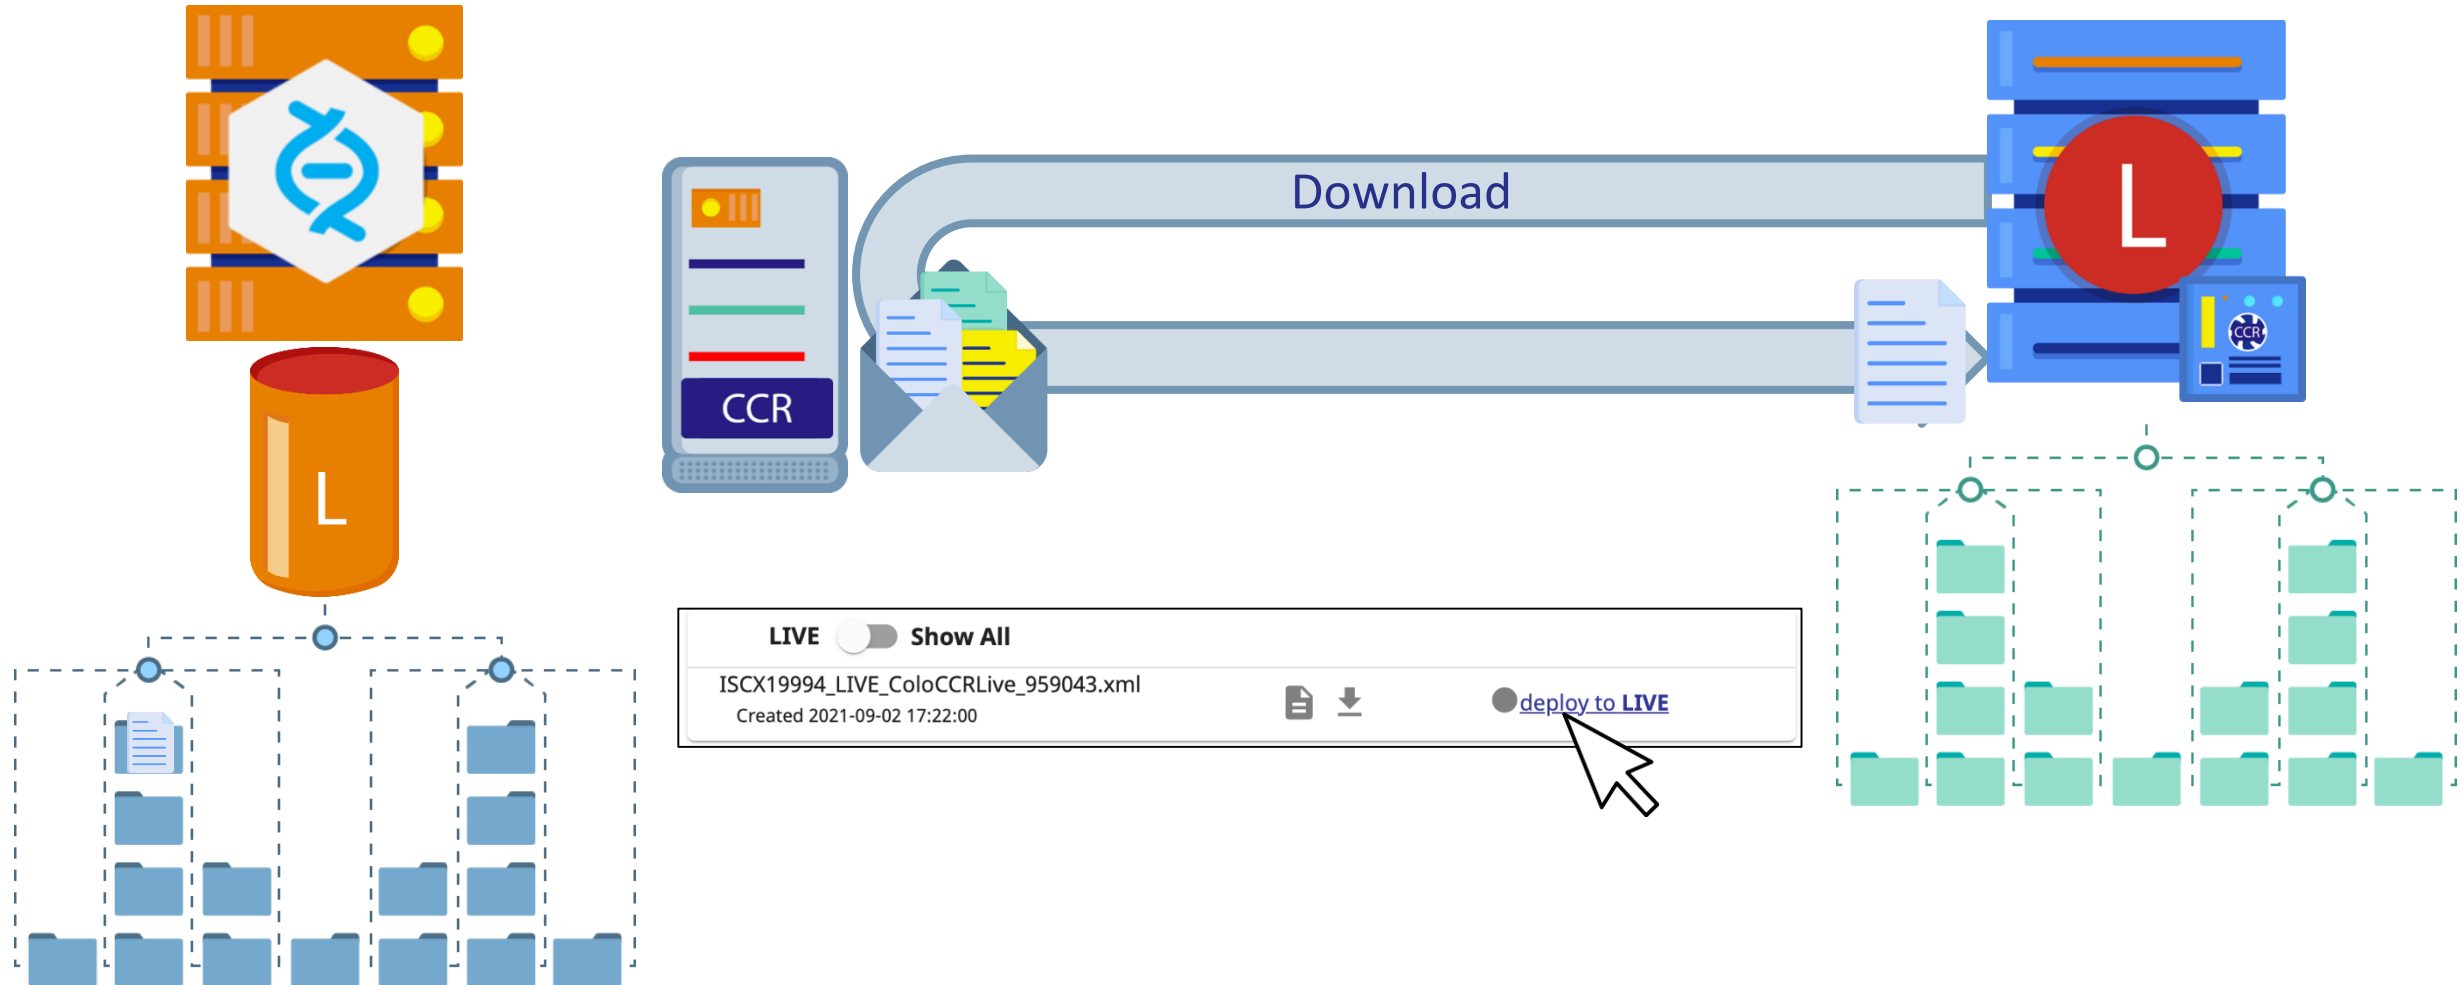 Download
L
CCR
CCR
L
LIVE Show All
ISCX19994_LIVE_ColoCCRLive_959043.xml
Created 2021-09-02 17:22:00
deploy to LIVE